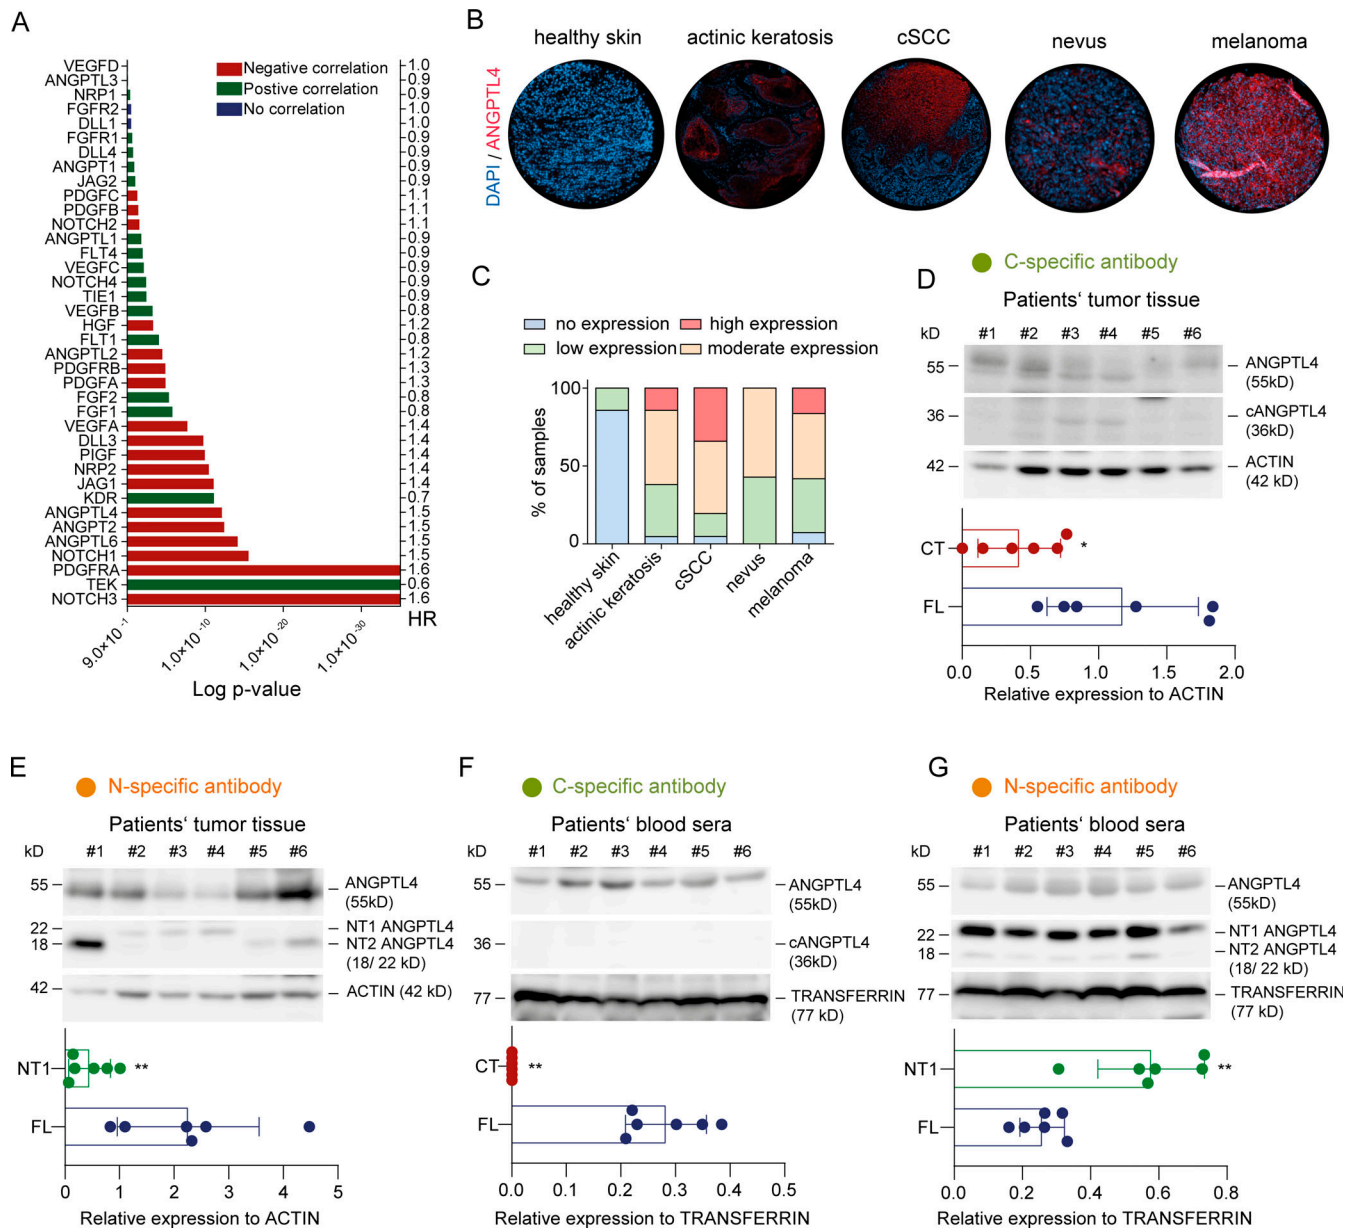 A
VEGFD 1.0
ANGPTL3 0.9
NRP1 0.9
FGFR2 1.0
DLL1 1.0
FGFR1 0.9
DLL4 0.9
ANGPT1 0.9
JAG2 0.9
PDGFC 1.1
PDGFB 1.1
NOTCH2 1.1
ANGPTL1 0.9
FLT4 0.9
VEGFC 0.9
NOTCH4 0.9
TIE1 0.9
VEGFB 0.8
HGF 1.2
FLT1 0.8
ANGPTL2 1.2
PDGFRB 1.3
PDGFA 1.3
FGF2 0.8
FGF1 0.8
VEGFA 1.4
DLL3 1.4
PIGF 1.4
NRP2 1.4
JAG1 1.4
KDR 0.7
ANGPTL4 1.5
ANGPT2 1.5
ANGPTL6 1.5
NOTCH1 1.5
PDGFRA 1.6
TEK 0.6
NOTCH3 1.6
HR
Negative correlation
Postive correlation
No correlation
9.0×10⁻¹ 1.0×10⁻¹⁰ 1.0×10⁻²⁰ 1.0×10⁻³⁰
Log p-value
B
healthy skin actinic keratosis cSCC nevus melanoma
DAPI / ANGPTL4
C
no expression high expression
low expression moderate expression
100
50
0
% of samples
healthy skin actinic keratosis cSCC nevus melanoma
D
C-specific antibody
Patients‘ tumor tissue
kD #1 #2 #3 #4 #5 #6
55 ANGPTL4
(55kD)
36 cANGPTL4
(36kD)
42 ACTIN
(42 kD)
CT *
FL
0.0 0.5 1.0 1.5 2.0
Relative expression to ACTIN
E
N-specific antibody
Patients‘ tumor tissue
kD #1 #2 #3 #4 #5 #6
55 ANGPTL4
(55kD)
22 NT1 ANGPTL4
18 NT2 ANGPTL4
(18/ 22 kD)
42 ACTIN (42 kD)
NT1 **
FL
0 1 2 3 4 5
Relative expression to ACTIN
F
C-specific antibody
Patients‘ blood sera
kD #1 #2 #3 #4 #5 #6
55 ANGPTL4
(55kD)
36 cANGPTL4
(36kD)
77 TRANSFERRIN
(77 kD)
CT **
FL
0.0 0.1 0.2 0.3 0.4 0.5
Relative expression to TRANSFERRIN
G
N-specific antibody
Patients‘ blood sera
kD #1 #2 #3 #4 #5 #6
55 ANGPTL4
(55kD)
22 NT1 ANGPTL4
18 NT2 ANGPTL4
(18/ 22 kD)
77 TRANSFERRIN
(77 kD)
NT1 **
FL
0.0 0.2 0.4 0.6 0.8
Relative expression to TRANSFERRIN